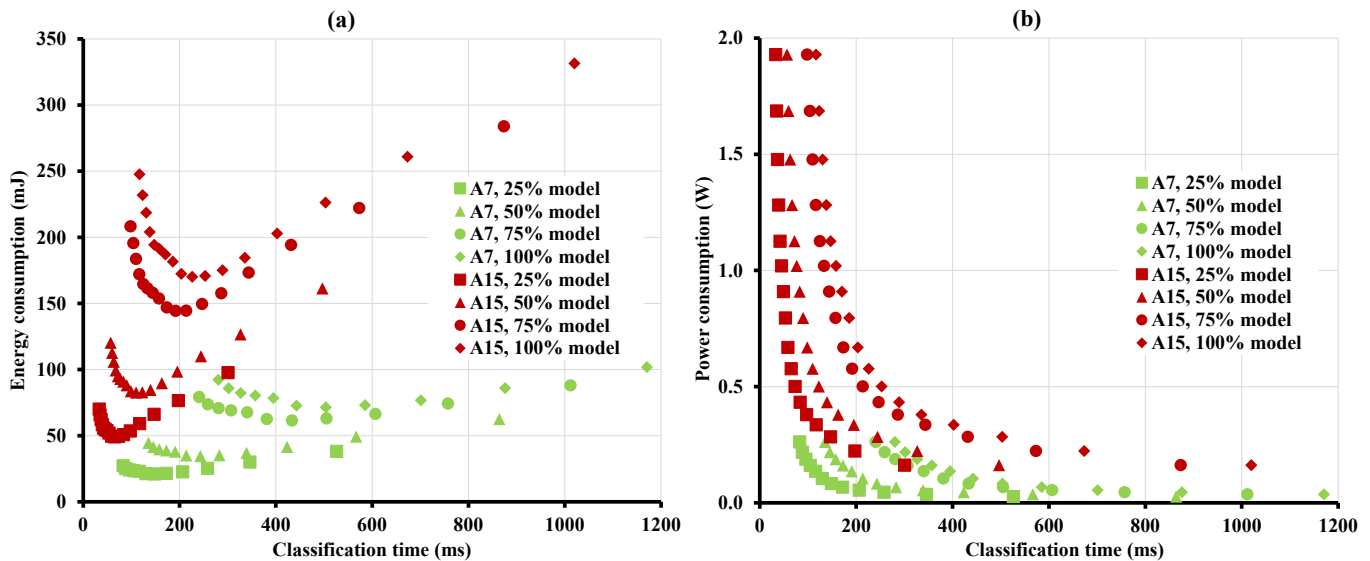 (a)
350
300
250
200
150
100
50
0
Energy consumption (mJ)
A7, 25% model
A7, 50% model
A7, 75% model
A7, 100% model
A15, 25% model
A15, 50% model
A15, 75% model
A15, 100% model
0 200 400 600 800 1000 1200
Classification time (ms)
(b)
2.0
1.5
1.0
0.5
0.0
Power consumption (W)
A7, 25% model
A7, 50% model
A7, 75% model
A7, 100% model
A15, 25% model
A15, 50% model
A15, 75% model
A15, 100% model
0 200 400 600 800 1000 1200
Classification time (ms)